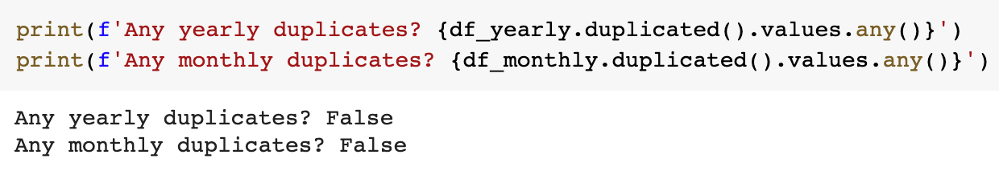 print(f'Any yearly duplicates? {df_yearly.duplicated().values.any()}')
print(f'Any monthly duplicates? {df_monthly.duplicated().values.any()}')
Any yearly duplicates? False
Any monthly duplicates? False